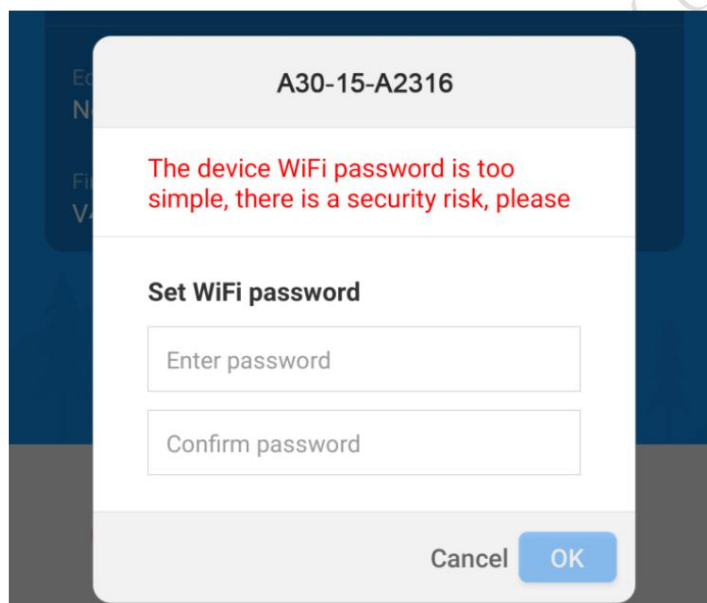 A30-15-A2316
The device WiFi password is too
simple, there is a security risk, please
Set WiFi password
Enter password
Confirm password
Cancel OK